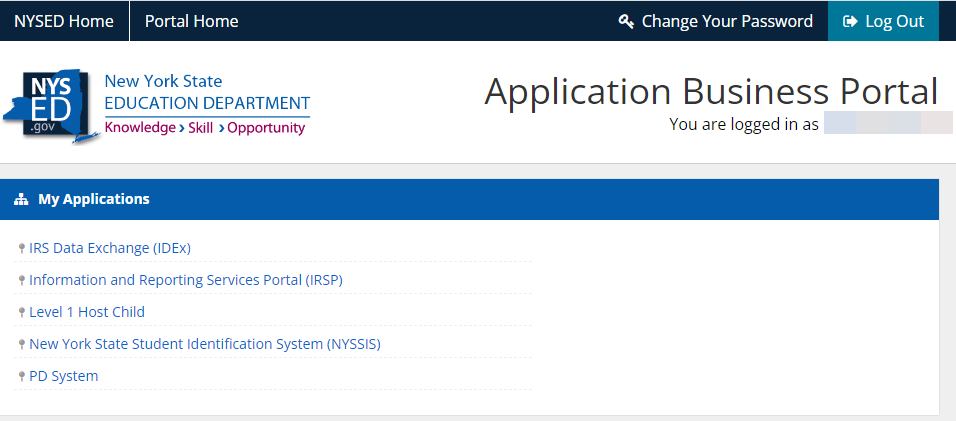 NYSED Home Portal Home Change Your Password Log Out
NYS
ED
.gov
New York State
EDUCATION DEPARTMENT
Knowledge › Skill › Opportunity
Application Business Portal
You are logged in as
My Applications
IRS Data Exchange (IDEx)
Information and Reporting Services Portal (IRSP)
Level 1 Host Child
New York State Student Identification System (NYSSIS)
PD System